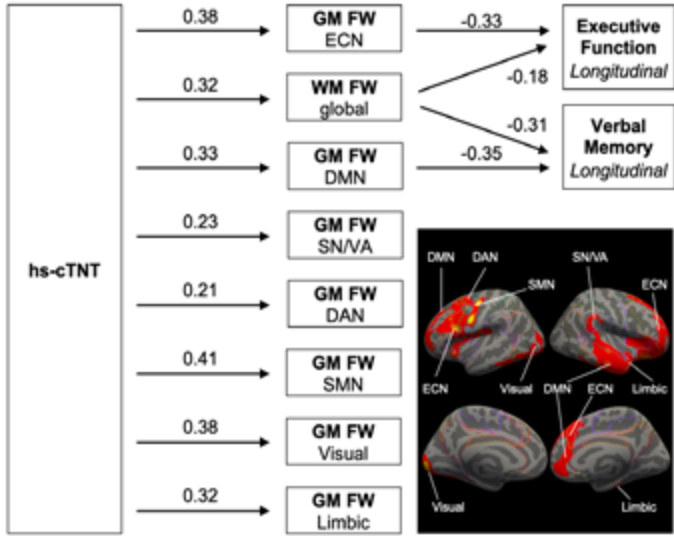 hs-cTNT
0.38
GM FW
ECN
-0.33
Executive
Function
Longitudinal
0.32
WM FW
global
-0.18
-0.31
Verbal
Memory
Longitudinal
0.33
GM FW
DMN
-0.35
0.23
GM FW
SN/VA
0.21
GM FW
DAN
0.41
GM FW
SMN
0.38
GM FW
Visual
0.32
GM FW
Limbic
DMN DAN
SMN
SN/VA
ECN
ECN
Visual
DMN
ECN
Limbic
Visual
Limbic